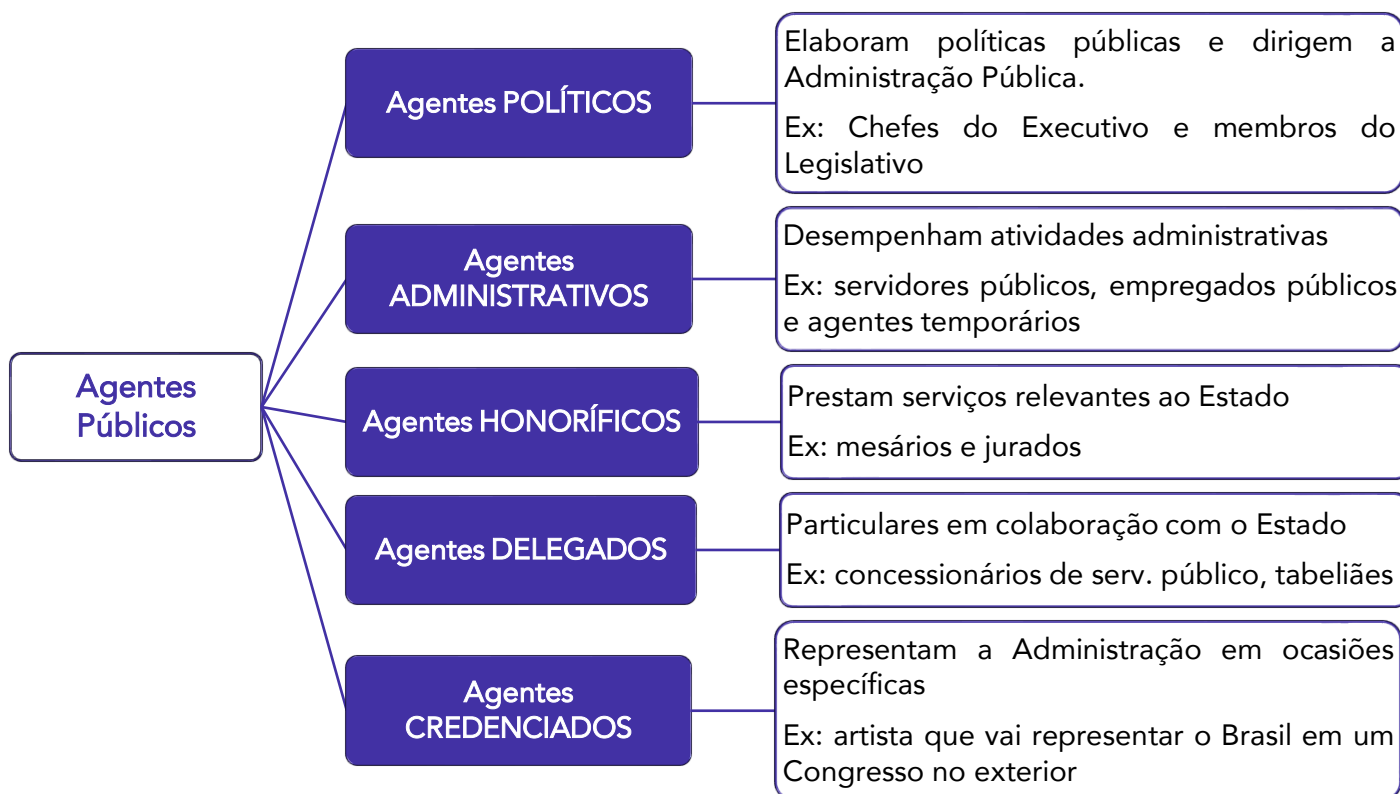 Agentes
Públicos
Agentes POLÍTICOS
Elaboram políticas públicas e dirigem a
Administração Pública.
Ex: Chefes do Executivo e membros do
Legislativo
Agentes
ADMINISTRATIVOS
Desempenham atividades administrativas
Ex: servidores públicos, empregados públicos
e agentes temporários
Agentes HONORÍFICOS
Prestam serviços relevantes ao Estado
Ex: mesários e jurados
Agentes DELEGADOS
Particulares em colaboração com o Estado
Ex: concessionários de serv. público, tabeliães
Agentes
CREDENCIADOS
Representam a Administração em ocasiões
específicas
Ex: artista que vai representar o Brasil em um
Congresso no exterior